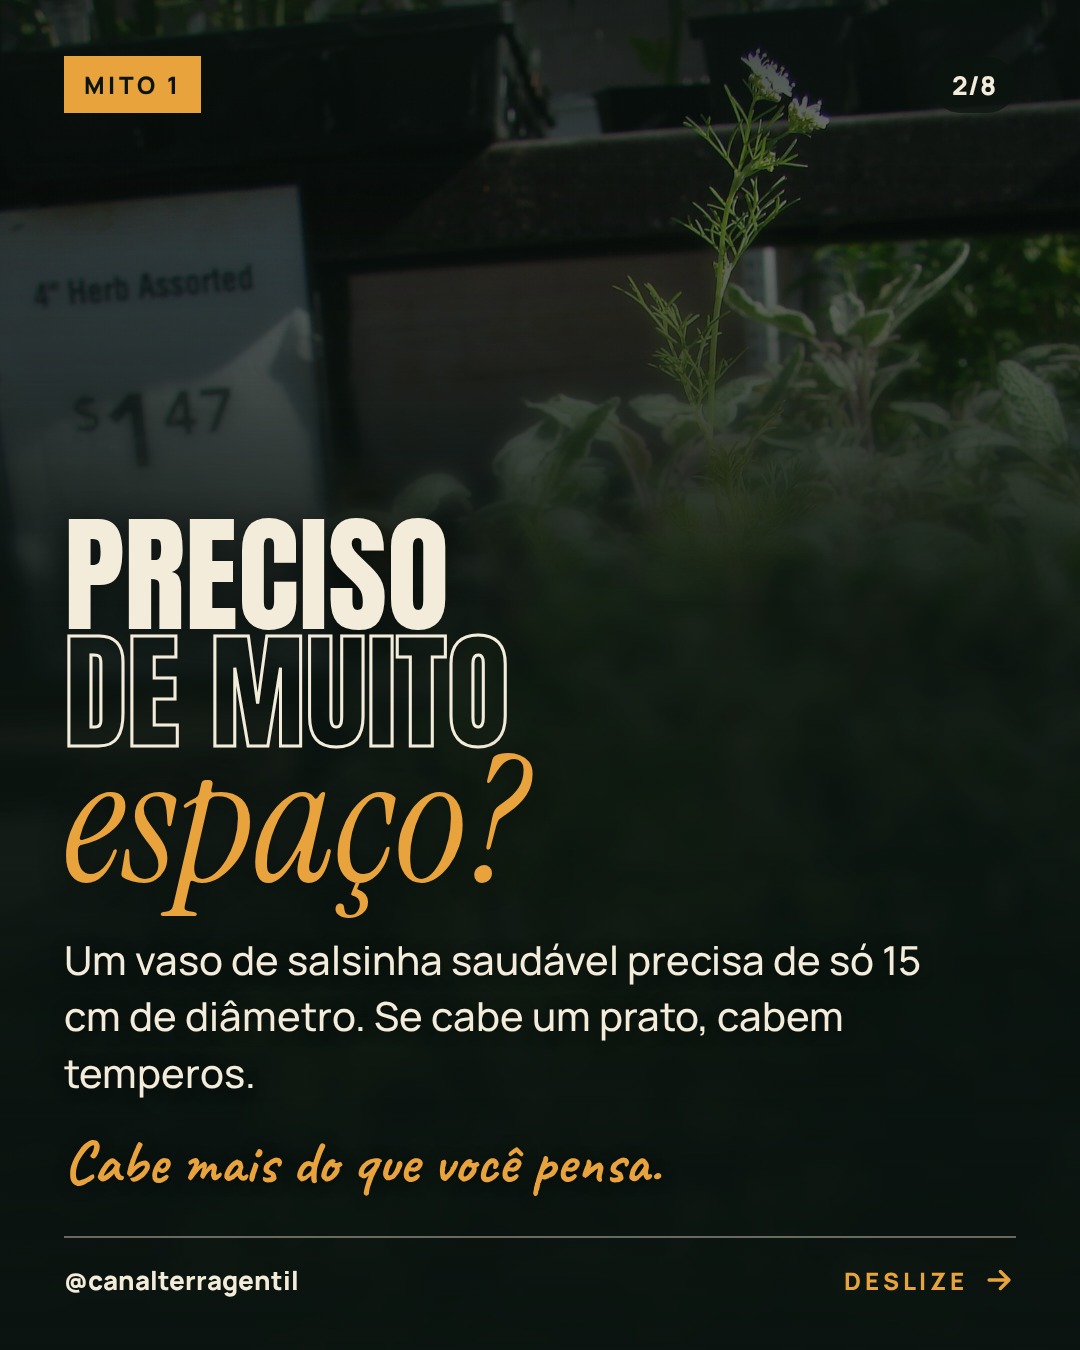 MITO 1
2/8
4" Herb Assorted
$1 47
PRECISO
DE MUITO
espaço?
Um vaso de salsinha saudável precisa de só 15
cm de diâmetro. Se cabe um prato, cabem
temperos.
Cabe mais do que você pensa.
@canalterragentil
DESLIZE →